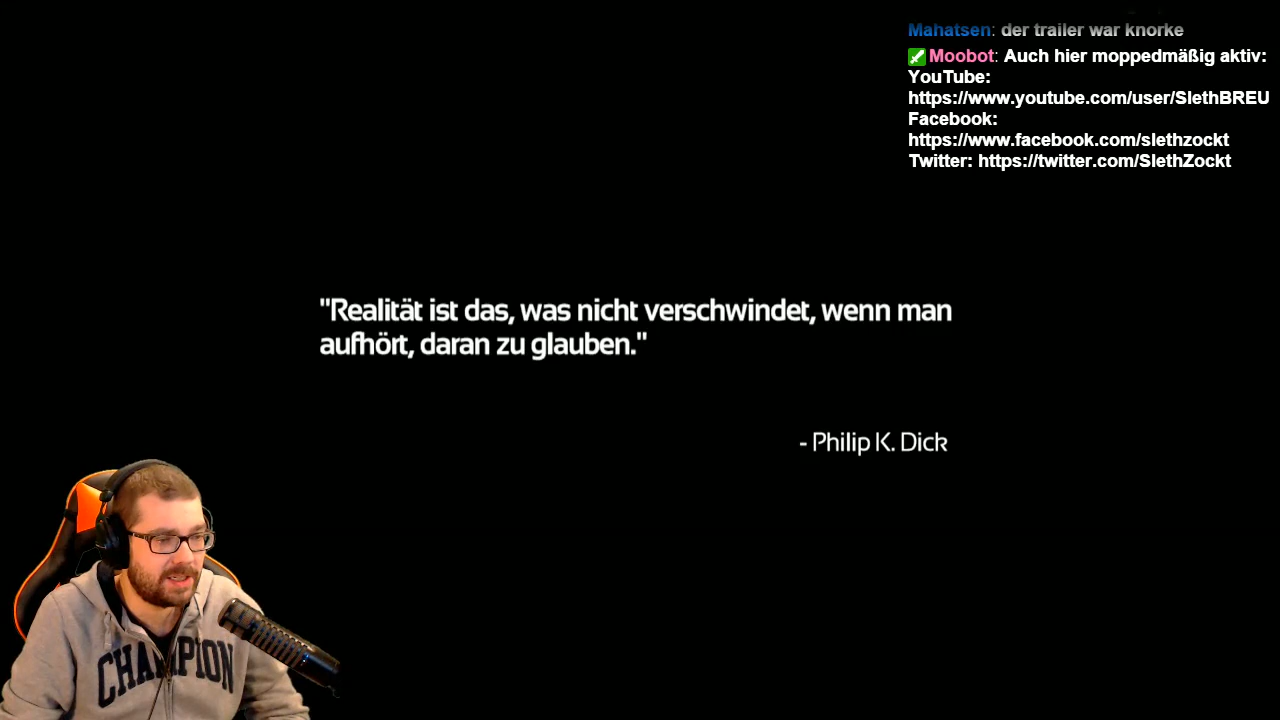 Mahatsen: der trailer war knorke
Moobot: Auch hier moppedmäßig aktiv:
YouTube:
https://www.youtube.com/user/SlethBREU
Facebook:
https://www.facebook.com/slethzockt
Twitter: https://twitter.com/SlethZockt
"Realität ist das, was nicht verschwindet, wenn man
aufhört, daran zu glauben."
- Philip K. Dick
CHAMPION